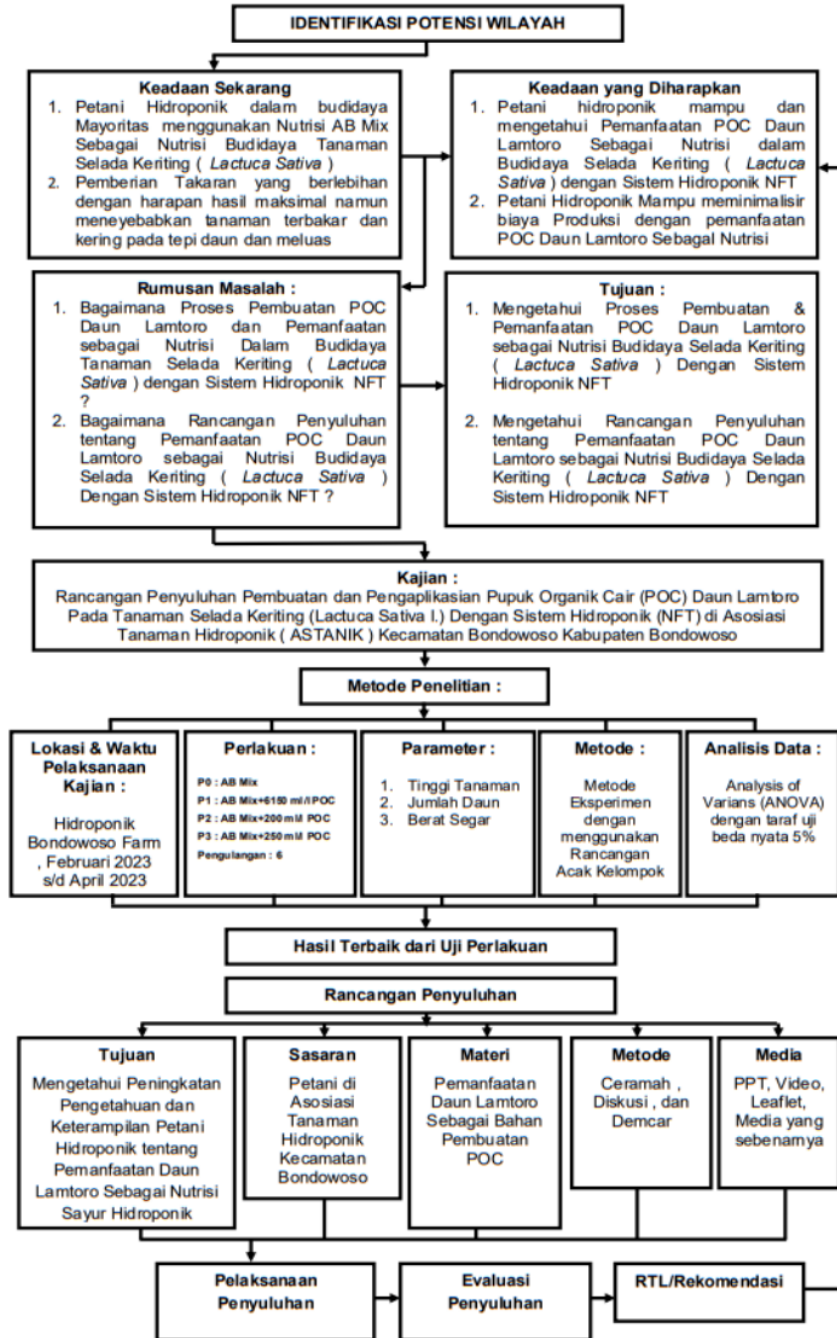 IDENTIFIKASI POTENSI WILAYAH
Keadaan Sekarang
1. Petani Hidroponik dalam budidaya
Mayoritas menggunakan Nutrisi AB Mix
Sebagai Nutrisi Budidaya Tanaman
Selada Keriting ( Lactuca Sativa )
2. Pemberian Takaran yang berlebihan
dengan harapan hasil maksimal namun
meneyebabkan tanaman terbakar dan
kering pada tepi daun dan meluas
Keadaan yang Diharapkan
1. Petani hidroponik mampu dan
mengetahui Pemanfaatan POC Daun
Lamtoro Sebagai Nutrisi dalam
Budidaya Selada Keriting ( Lactuca
Sativa ) dengan Sistem Hidroponik NFT
2. Petani Hidroponik Mampu meminimalisir
biaya Produksi dengan pemanfaatan
POC Daun Lamtoro Sebagal Nutrisi
Rumusan Masalah :
1. Bagaimana Proses Pembuatan POC
Daun Lamtoro dan Pemanfaatan
sebagai Nutrisi Dalam Budidaya
Tanaman Selada Keriting ( Lactuca
Sativa ) dengan Sistem Hidroponik NFT
?
2. Bagaimana Rancangan Penyuluhan
tentang Pemanfaatan POC Daun
Lamtoro sebagai Nutrisi Budidaya
Selada Keriting ( Lactuca Sativa )
Dengan Sistem Hidroponik NFT ?
Tujuan :
1. Mengetahui Proses Pembuatan &
Pemanfaatan POC Daun Lamtoro
sebagai Nutrisi Budidaya Selada Keriting
( Lactuca Sativa ) Dengan Sistem
Hidroponik NFT
2. Mengetahui Rancangan Penyuluhan
tentang Pemanfaatan POC Daun
Lamtoro sebagai Nutrisi Budidaya Selada
Keriting ( Lactuca Sativa ) Dengan
Sistem Hidroponik NFT
Kajian :
Rancangan Penyuluhan Pembuatan dan Pengaplikasian Pupuk Organik Cair (POC) Daun Lamtoro
Pada Tanaman Selada Keriting (Lactuca Sativa l.) Dengan Sistem Hidroponik (NFT) di Asosiasi
Tanaman Hidroponik ( ASTANIK ) Kecamatan Bondowoso Kabupaten Bondowoso
Metode Penelitian :
Lokasi & Waktu
Pelaksanaan
Kajian :
Hidroponik
Bondowoso Farm
, Februari 2023
s/d April 2023
Perlakuan :
P0 : AB Mix
P1 : AB Mix+6150 ml/l POC
P2 : AB Mix+200 ml/l POC
P3 : AB Mix+250 ml/l POC
Pengulangan : 6
Parameter :
1. Tinggi Tanaman
2. Jumlah Daun
3. Berat Segar
Metode :
Metode
Eksperimen
dengan
menggunakan
Rancangan
Acak Kelompok
Analisis Data :
Analysis of
Varians (ANOVA)
dengan taraf uji
beda nyata 5%
Hasil Terbaik dari Uji Perlakuan
Rancangan Penyuluhan
Tujuan
Mengetahui Peningkatan
Pengetahuan dan
Keterampilan Petani
Hidroponik tentang
Pemanfaatan Daun
Lamtoro Sebagai Nutrisi
Sayur Hidroponik
Sasaran
Petani di
Asosiasi
Tanaman
Hidroponik
Kecamatan
Bondowoso
Materi
Pemanfaatan
Daun Lamtoro
Sebagai Bahan
Pembuatan
POC
Metode
Ceramah ,
Diskusi , dan
Demcar
Media
PPT, Video,
Leaflet,
Media yang
sebenarnya
Pelaksanaan
Penyuluhan
Evaluasi
Penyuluhan
RTL/Rekomendasi